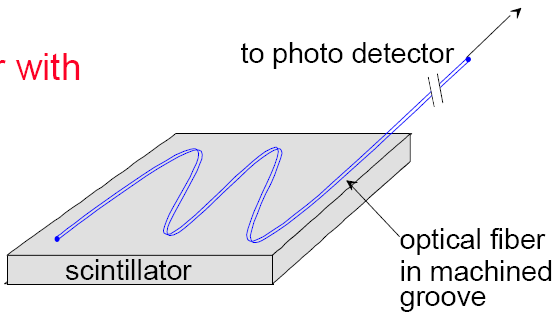 to photo detector
r with
optical fiber
in machined
groove
scintillator